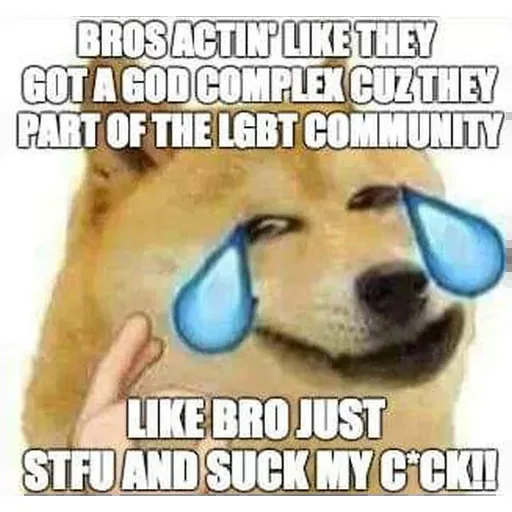 BROS ACTIN' LIKE THEY
GOT A GOD COMPLEX CUZ THEY
PART OF THE LGBT COMMUNITY
LIKE BRO JUST
STFU AND SUCK MY C*CK!!